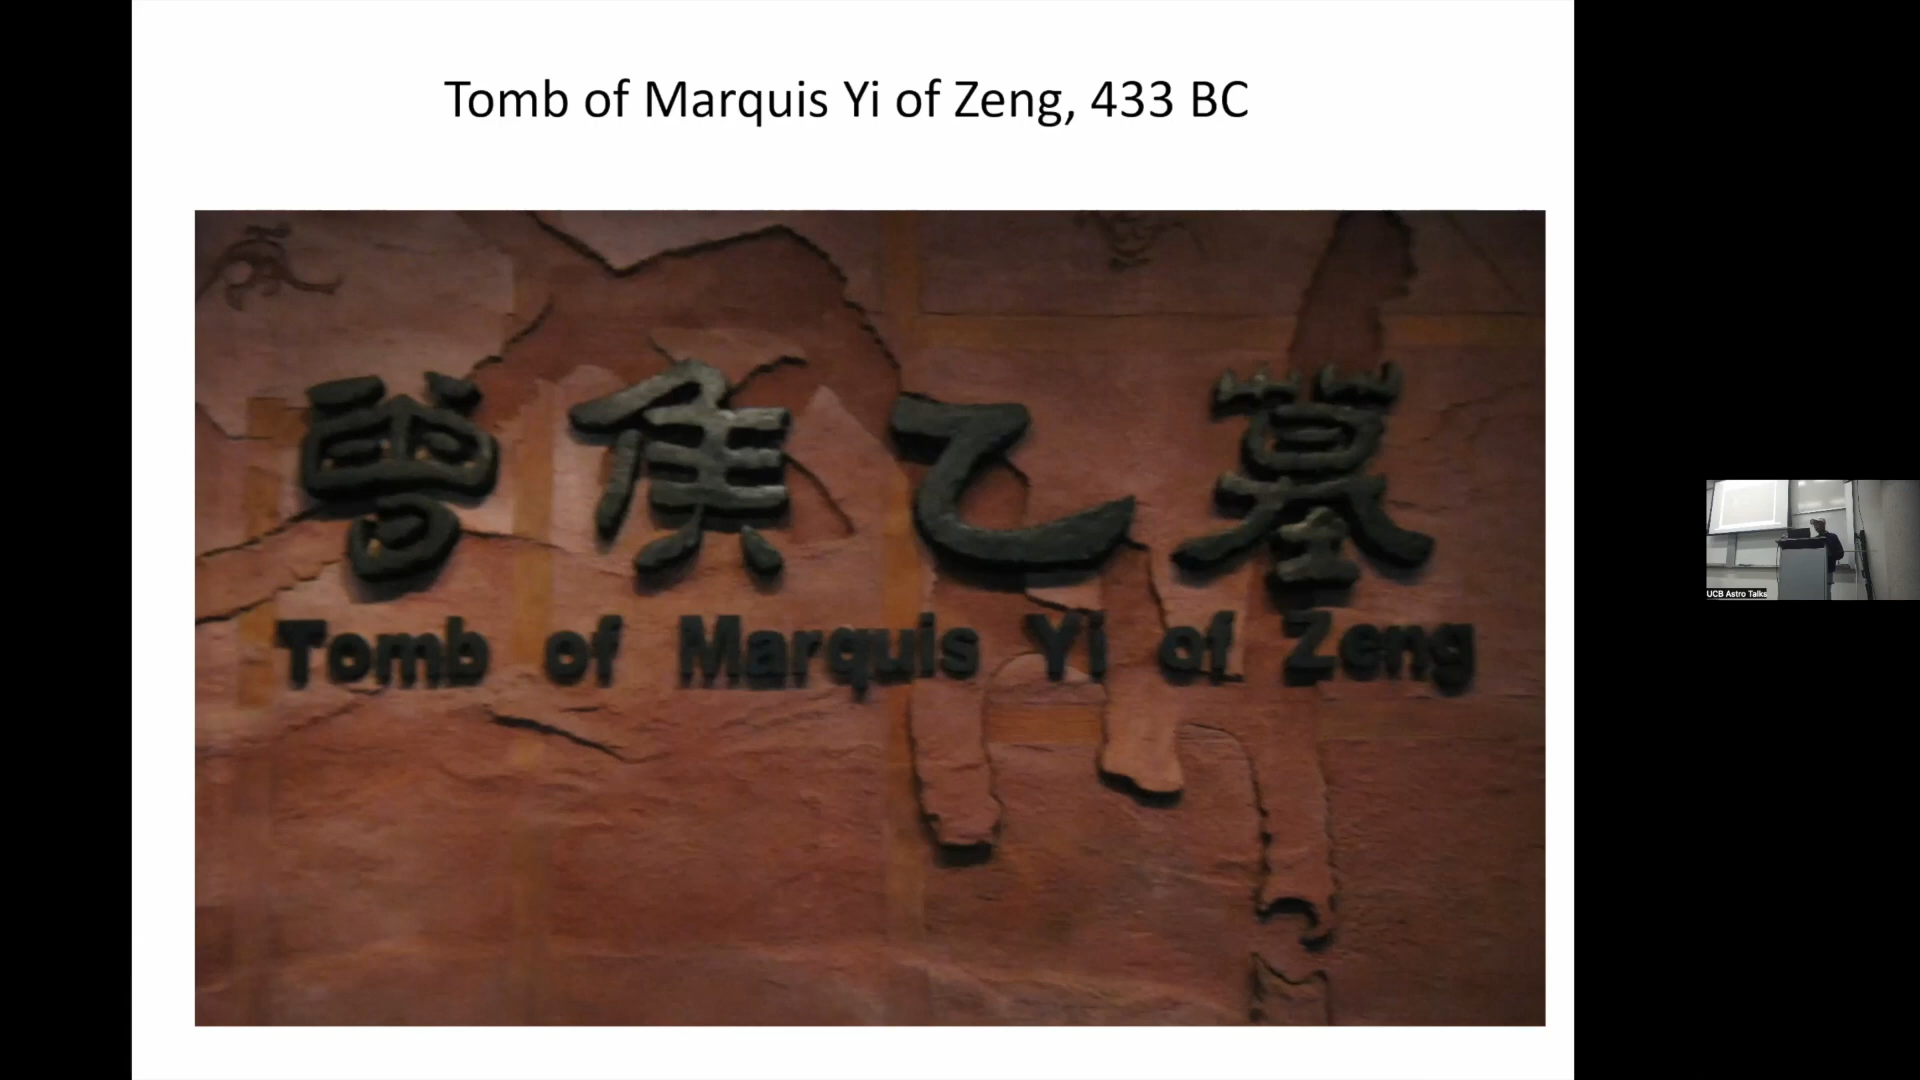 Tomb of Marquis Yi of Zeng, 433 BC
曾侯乙墓
Tomb of Marquis Yi of Zeng
UCB Astro Talks